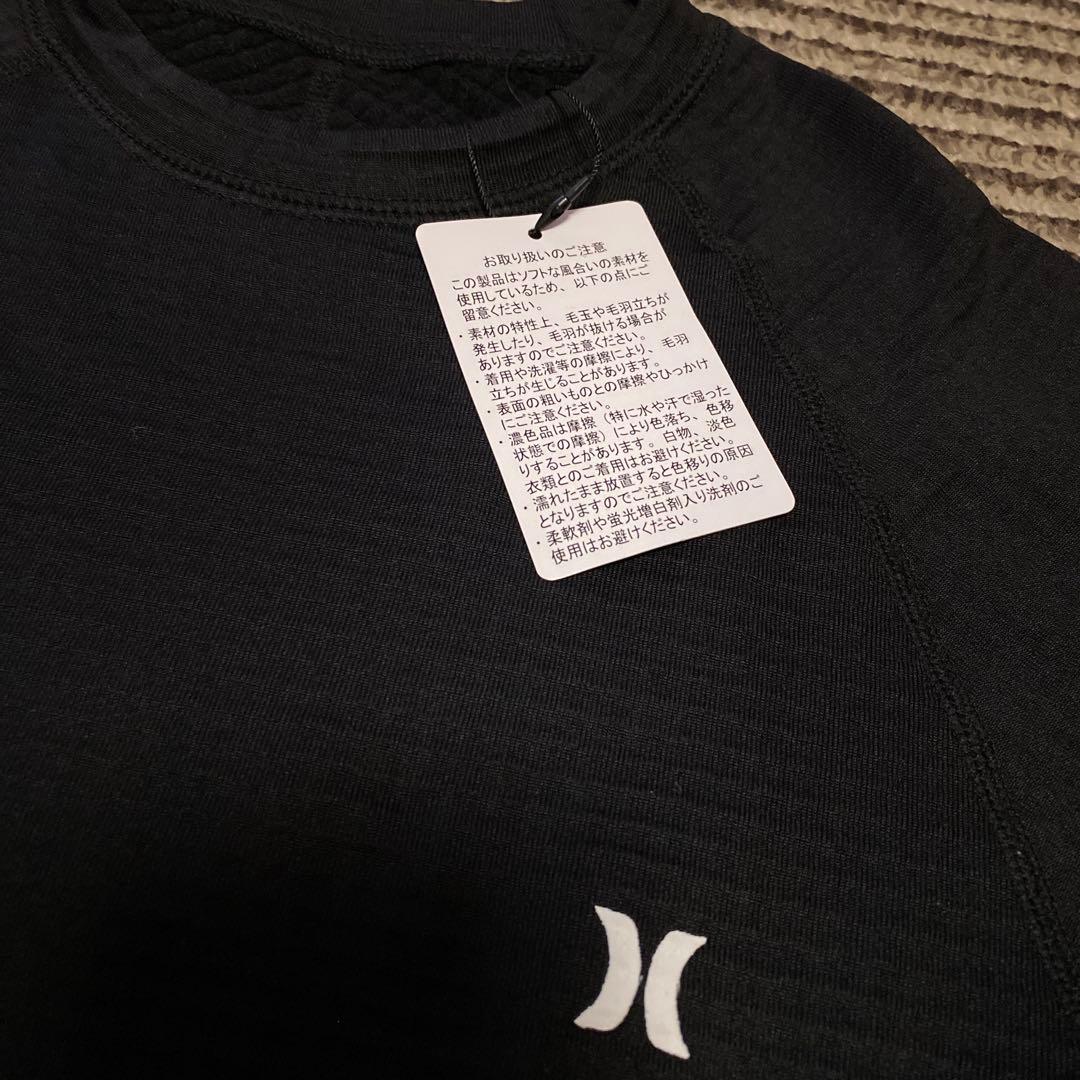 お取り扱いのご注意
この製品はソフトな風合いの素材を
使用しているため、以下の点にご
留意ください。
・素材の特性上、毛玉や毛羽立ちが
発生したり、毛羽が抜ける場合が
ありますのでご注意ください。
・着用や洗濯等の摩擦により、毛羽
立ちが生じることがあります。
・表面の粗いものとの摩擦やひっかけ
にご注意ください。
・濃色品は摩擦（特に水や汗で湿った
状態での摩擦）により色落ち、色移
りすることがあります。白物、淡色
衣類とのご着用はお避けください。
・濡れたまま放置すると色移りの原因
となりますのでご注意ください。
・柔軟剤や蛍光増白剤入り洗剤のご
使用はお避けください。